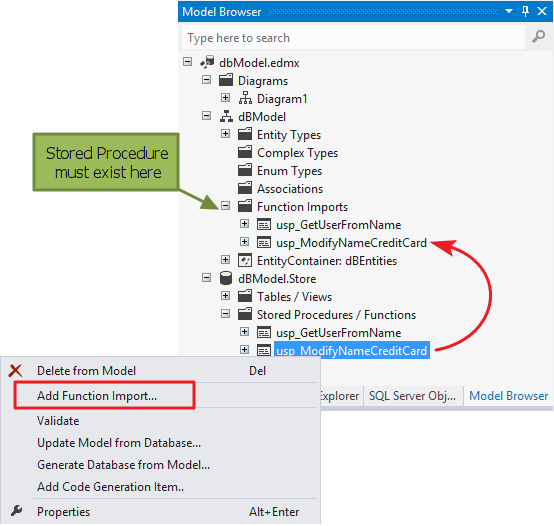 Model Browser
Type here to search
dbModel.edmx
Diagrams
Diagram1
dBModel
Entity Types
Complex Types
Enum Types
Associations
Stored Procedure
must exist here
Function Imports
usp_GetUserFromName
usp_ModifyNameCreditCard
EntityContainer: dBEntities
dBModel.Store
Tables / Views
Stored Procedures / Functions
usp_GetUserFromName
usp_ModifyNameCreditCard
Delete from Model Del
Add Function Import...
Explorer SQL Server Obj... Model Browser
Validate
Update Model from Database...
Generate Database from Model...
Add Code Generation Item..
Properties Alt+Enter